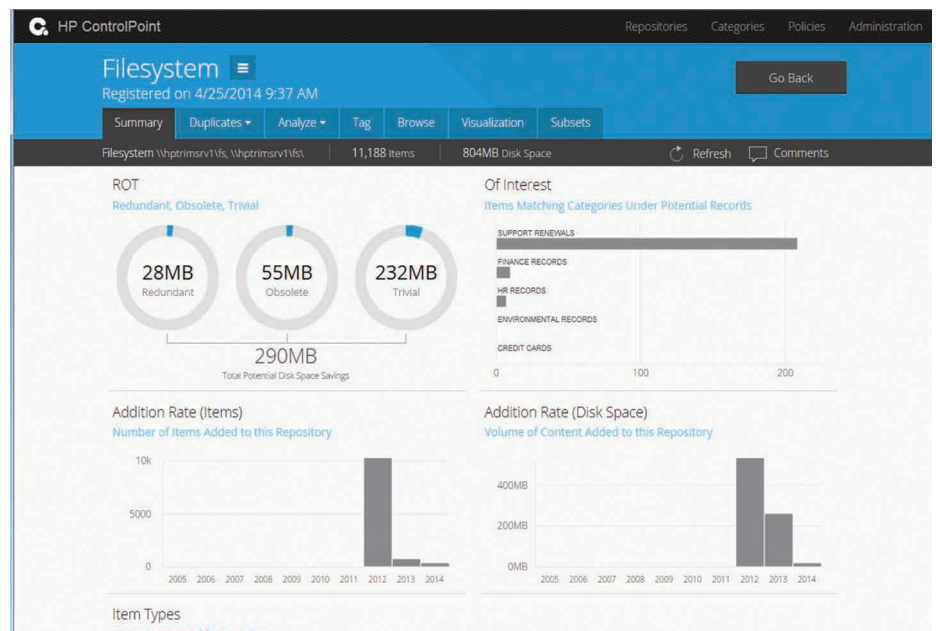 HP ControlPoint
Repositories Categories Policies Administration
Filesystem
Registered on 4/25/2014 9:37 AM
Go Back
Summary Duplicates Analyze Tag Browse Visualization Subsets
Filesystem \\hptrimsrv1\fs, \\hptrimsrv1\fs\ 11,188 Items 804MB Disk Space Refresh Comments
ROT
Redundant, Obsolete, Trivial
28MB
Redundant
55MB
Obsolete
232MB
Trivial
290MB
Total Potential Disk Space Savings
Of Interest
Items Matching Categories Under Potential Records
SUPPORT RENEWALS
FINANCE RECORDS
HR RECORDS
ENVIRONMENTAL RECORDS
CREDIT CARDS
0 100 200
Addition Rate (Items)
Number of Items Added to this Repository
10k
5000
0
2005 2006 2007 2008 2009 2010 2011 2012 2013 2014
Addition Rate (Disk Space)
Volume of Content Added to this Repository
400MB
200MB
0MB
2005 2006 2007 2008 2009 2010 2011 2012 2013 2014
Item Types